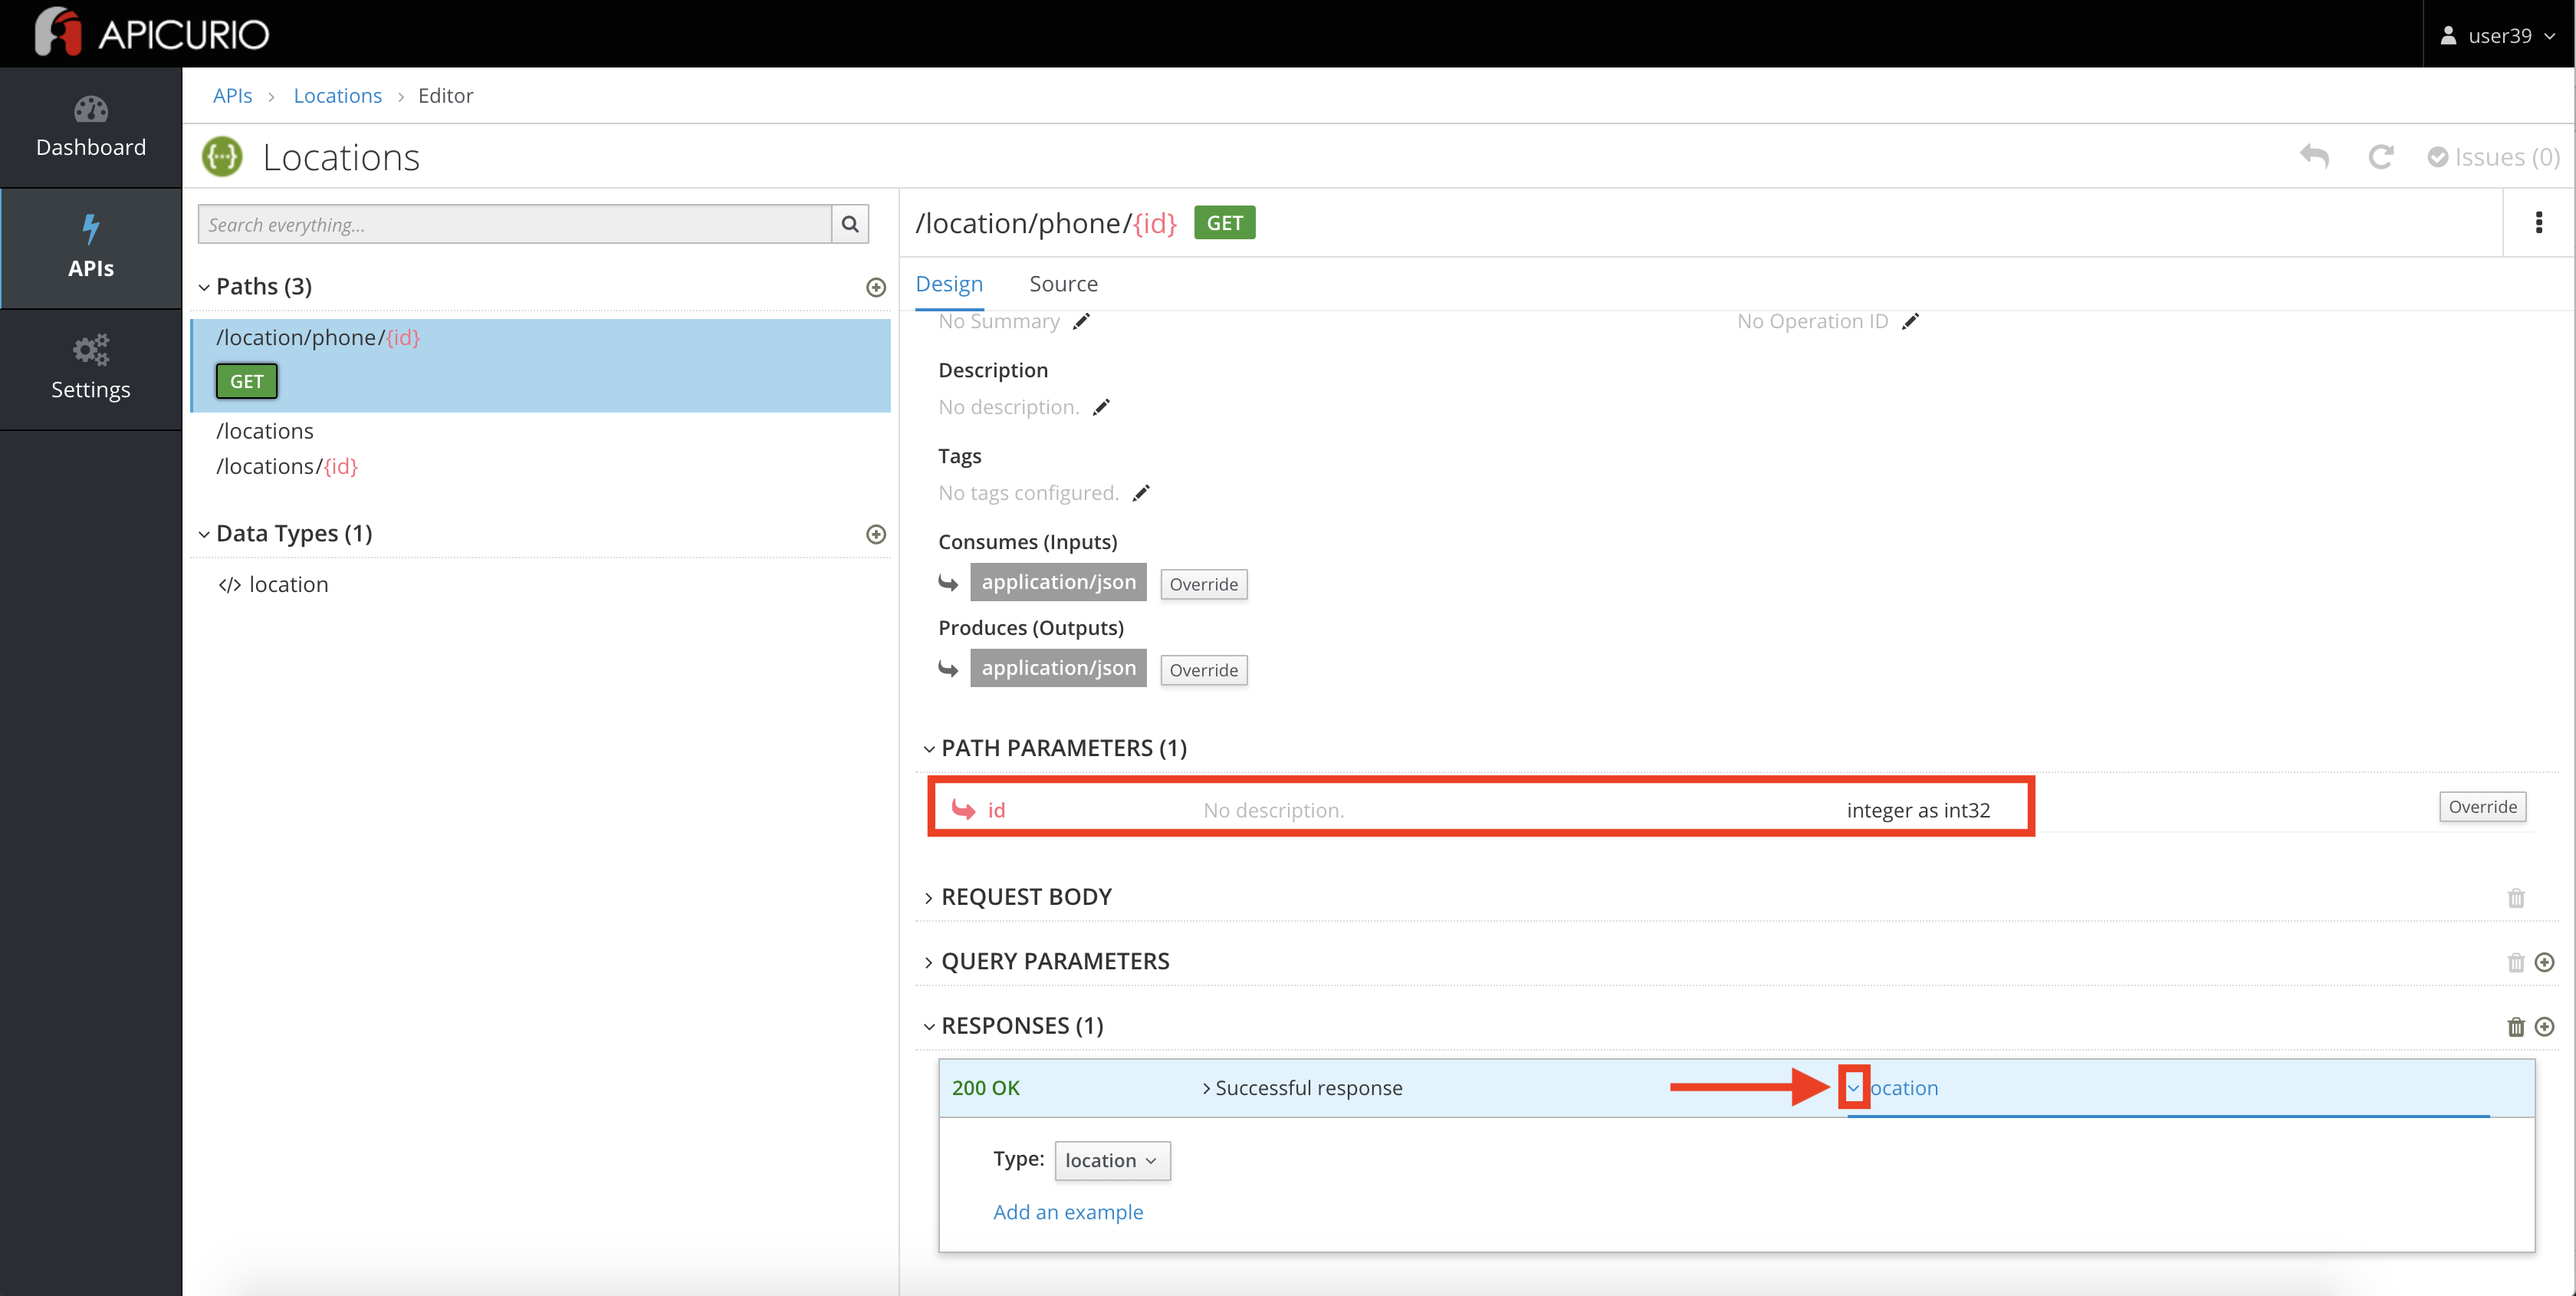 APICURIO
user39
Dashboard
APIs
Settings
APIs > Locations > Editor
{···} Locations
Issues (0)
Search everything...
Paths (3)
/location/phone/{id}
GET
/locations
/locations/{id}
Data Types (1)
</> location
/location/phone/{id} GET
Design Source
No Summary No Operation ID
Description
No description.
Tags
No tags configured.
Consumes (Inputs)
application/json Override
Produces (Outputs)
application/json Override
PATH PARAMETERS (1)
id No description. integer as int32 Override
REQUEST BODY
QUERY PARAMETERS
RESPONSES (1)
200 OK > Successful response ocation
Type: location
Add an example